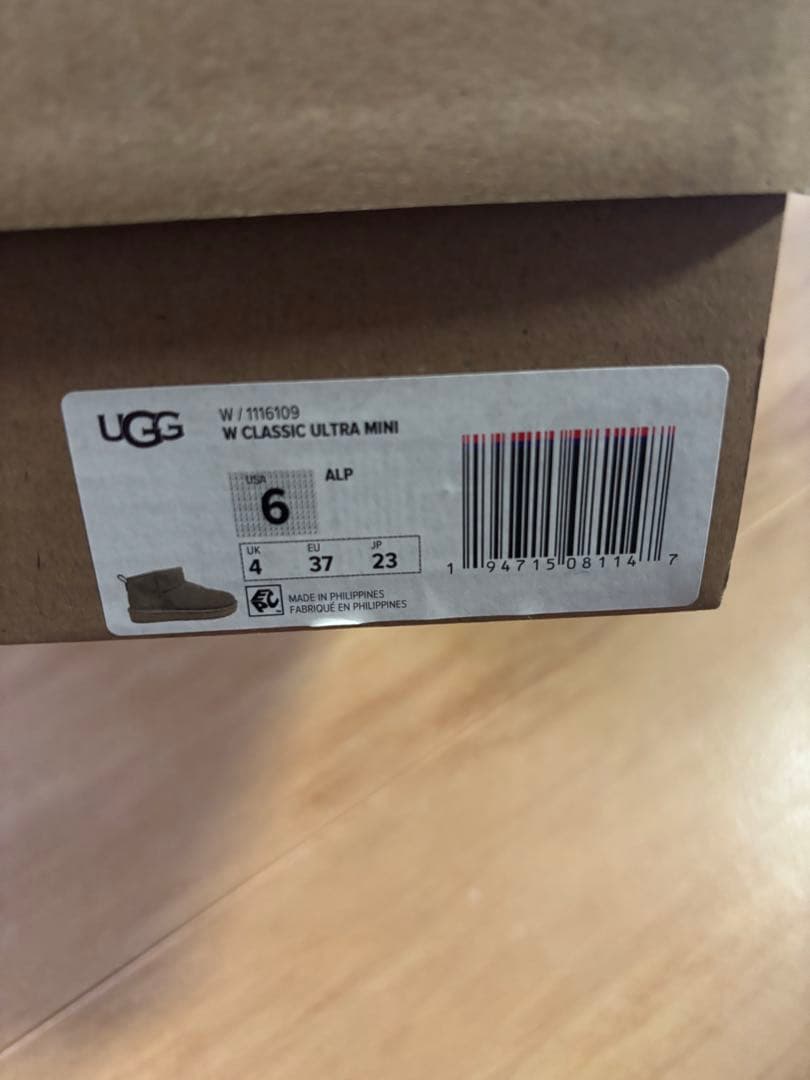 UGG
W / 1116109
W CLASSIC ULTRA MINI
USA
6
ALP
UK EU JP
4 37 23
MADE IN PHILIPPINES
FABRIQUÉ EN PHILIPPINES
1 94715 08114 7